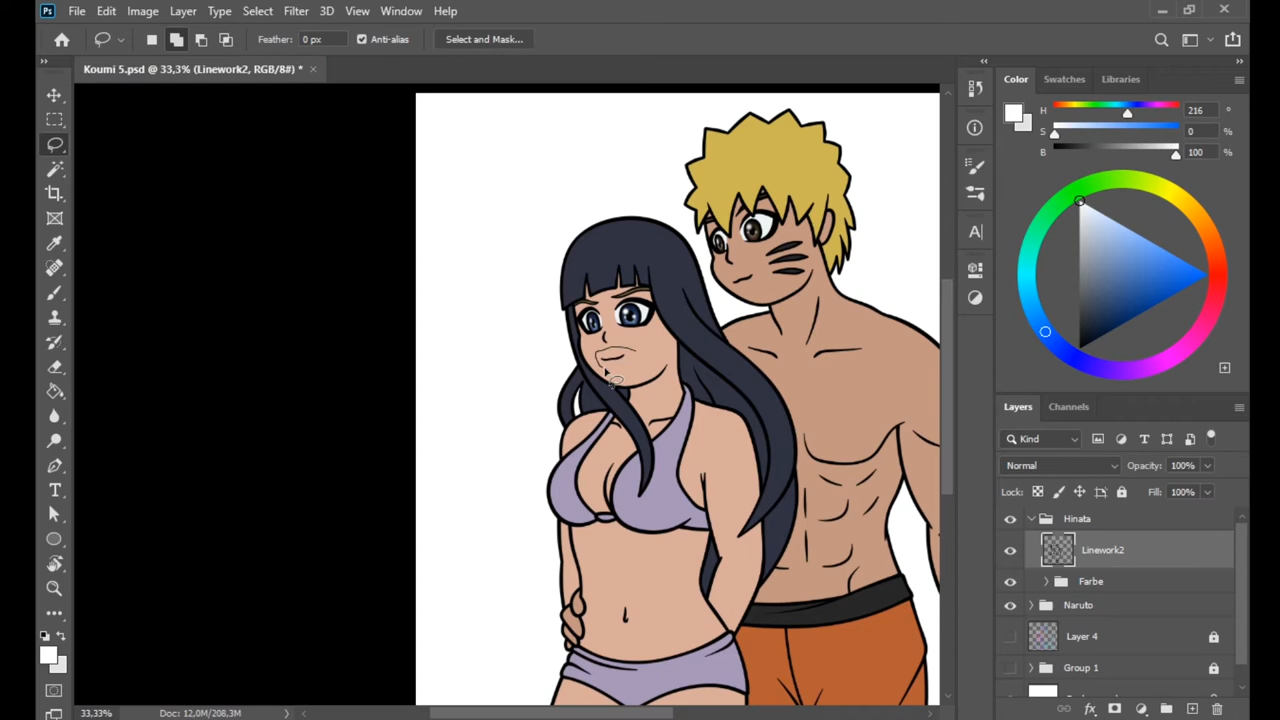 Ps File Edit Image Layer Type Select Filter 3D View Window Help
Feather: 0 px Anti-alias Select and Mask...
Koumi 5.psd @ 33,3% (Linework2, RGB/8#) *
Color Swatches Libraries
H 216 °
S 0 %
B 100 %
Layers Channels
Kind
Normal Opacity: 100%
Lock: Fill: 100%
Hinata
Linework2
Farbe
Naruto
Layer 4
Group 1
33,33% Doc: 12,0M/208,3M